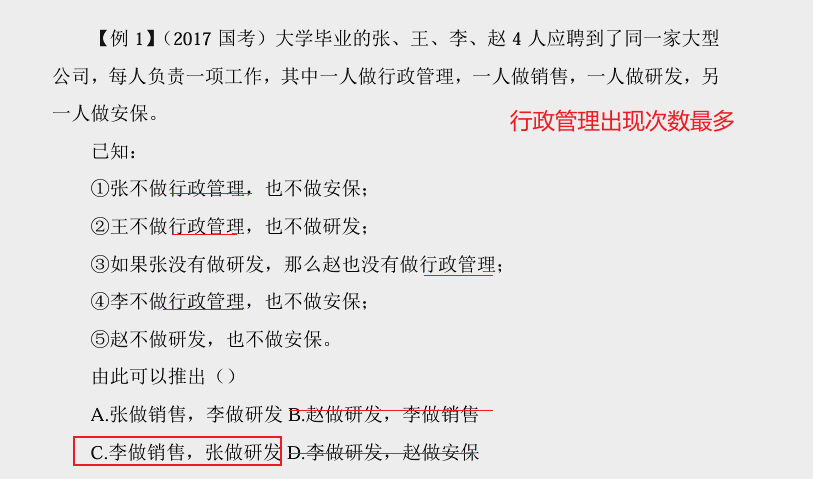 【例 1】（2017 国考）大学毕业的张、王、李、赵 4 人应聘到了同一家大型
公司，每人负责一项工作，其中一人做行政管理，一人做销售，一人做研发，另
一人做安保。
行政管理出现次数最多
已知：
①张不做行政管理，也不做安保；
②王不做行政管理，也不做研发；
③如果张没有做研发，那么赵也没有做行政管理；
④李不做行政管理，也不做安保；
⑤赵不做研发，也不做安保。
由此可以推出（）
A.张做销售，李做研发 B.赵做研发，李做销售
C.李做销售，张做研发 D.李做研发，赵做安保